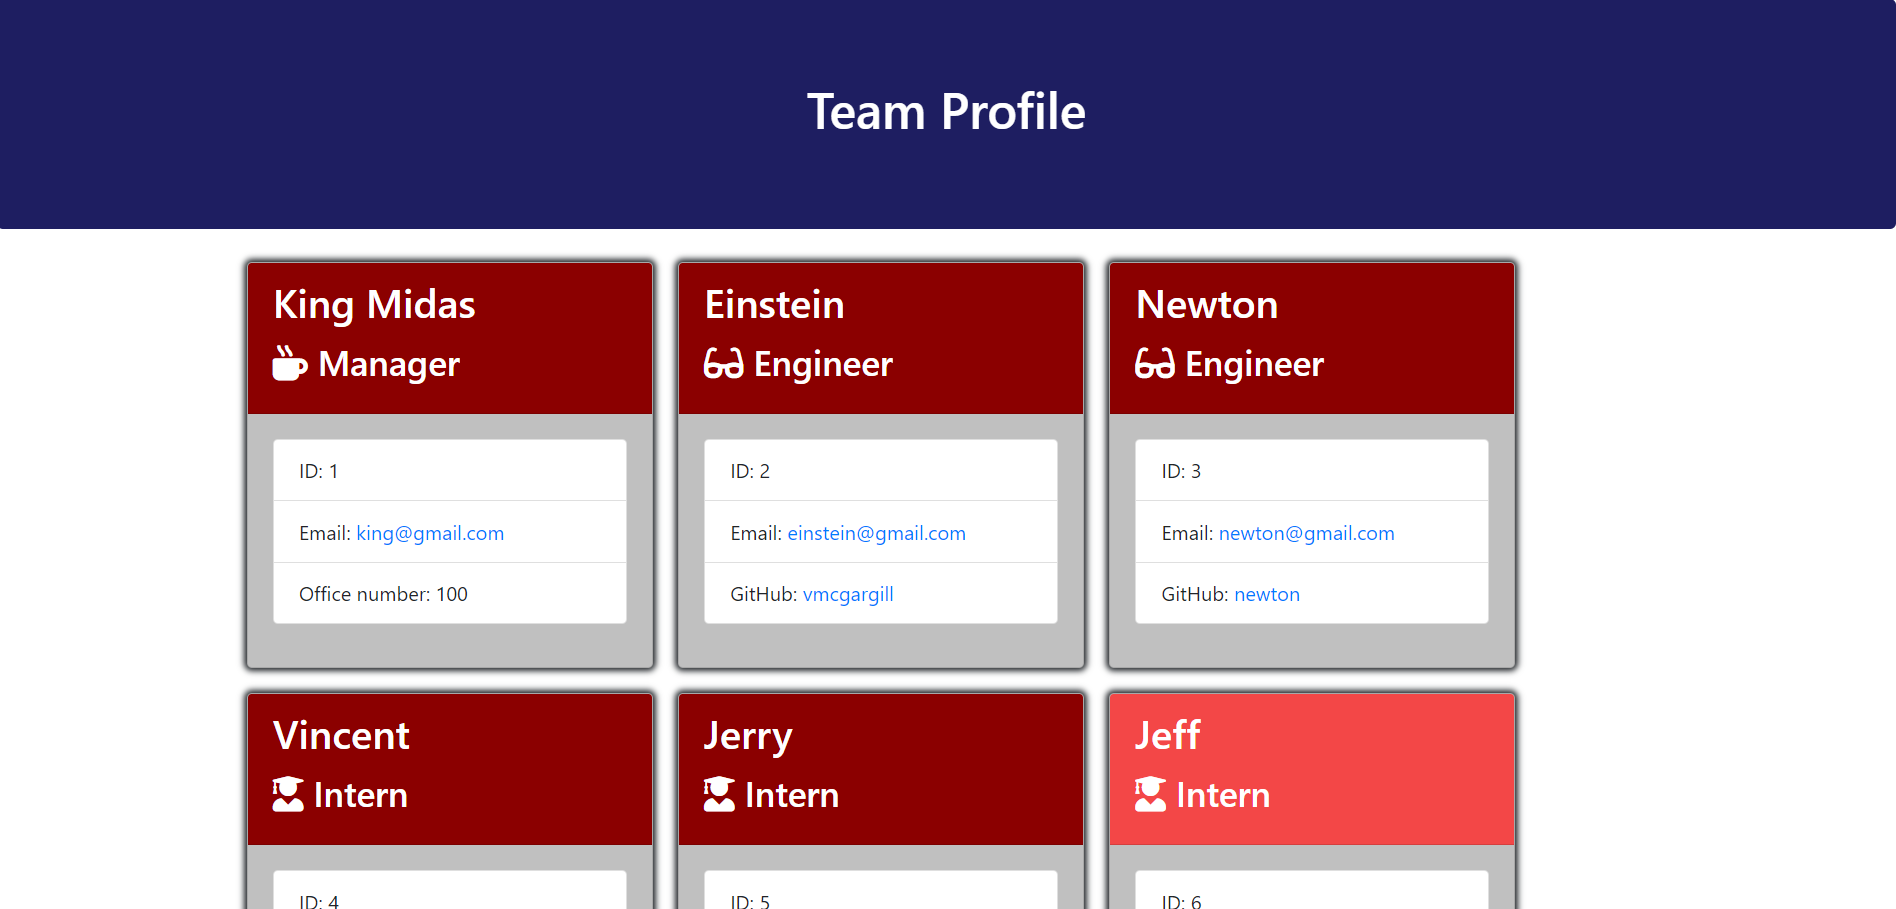 Team Profile
King Midas
Manager
ID: 1
Email: king@gmail.com
Office number: 100
Einstein
Engineer
ID: 2
Email: einstein@gmail.com
GitHub: vmcgargill
Newton
Engineer
ID: 3
Email: newton@gmail.com
GitHub: newton
Vincent
Intern
ID: 4
Jerry
Intern
ID: 5
Jeff
Intern
ID: 6